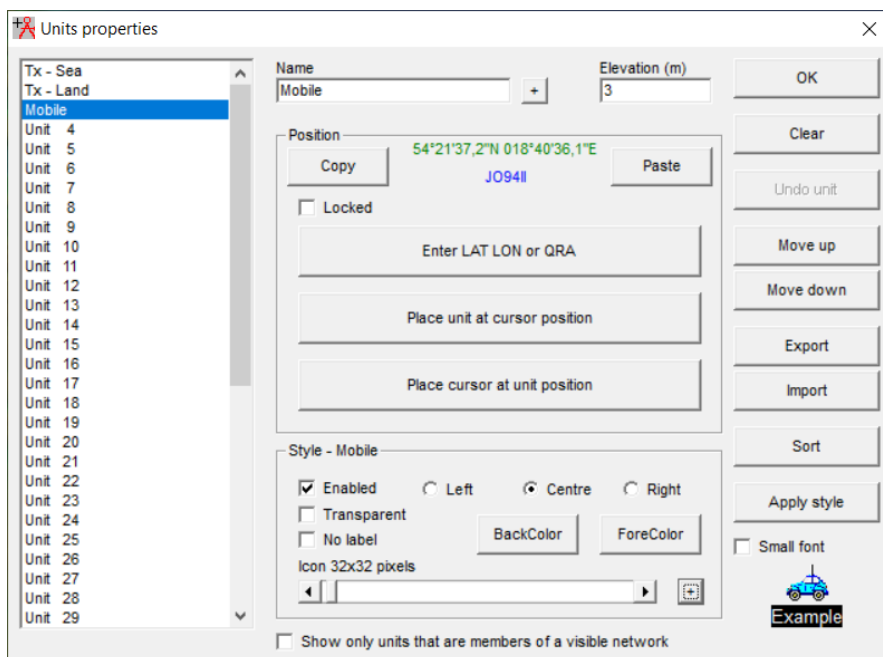 Units properties
Tx - Sea
Tx - Land
Mobile
Unit 4
Unit 5
Unit 6
Unit 7
Unit 8
Unit 9
Unit 10
Unit 11
Unit 12
Unit 13
Unit 14
Unit 15
Unit 16
Unit 17
Unit 18
Unit 19
Unit 20
Unit 21
Unit 22
Unit 23
Unit 24
Unit 25
Unit 26
Unit 27
Unit 28
Unit 29
Name
Mobile
+
Elevation (m)
3
Position
Copy
54°21'37,2"N 018°40'36,1"E
JO94II
Paste
Locked
Enter LAT LON or QRA
Place unit at cursor position
Place cursor at unit position
Style - Mobile
Enabled Left Centre Right
Transparent
No label
BackColor ForeColor
Icon 32x32 pixels
Show only units that are members of a visible network
OK
Clear
Undo unit
Move up
Move down
Export
Import
Sort
Apply style
Small font
Example